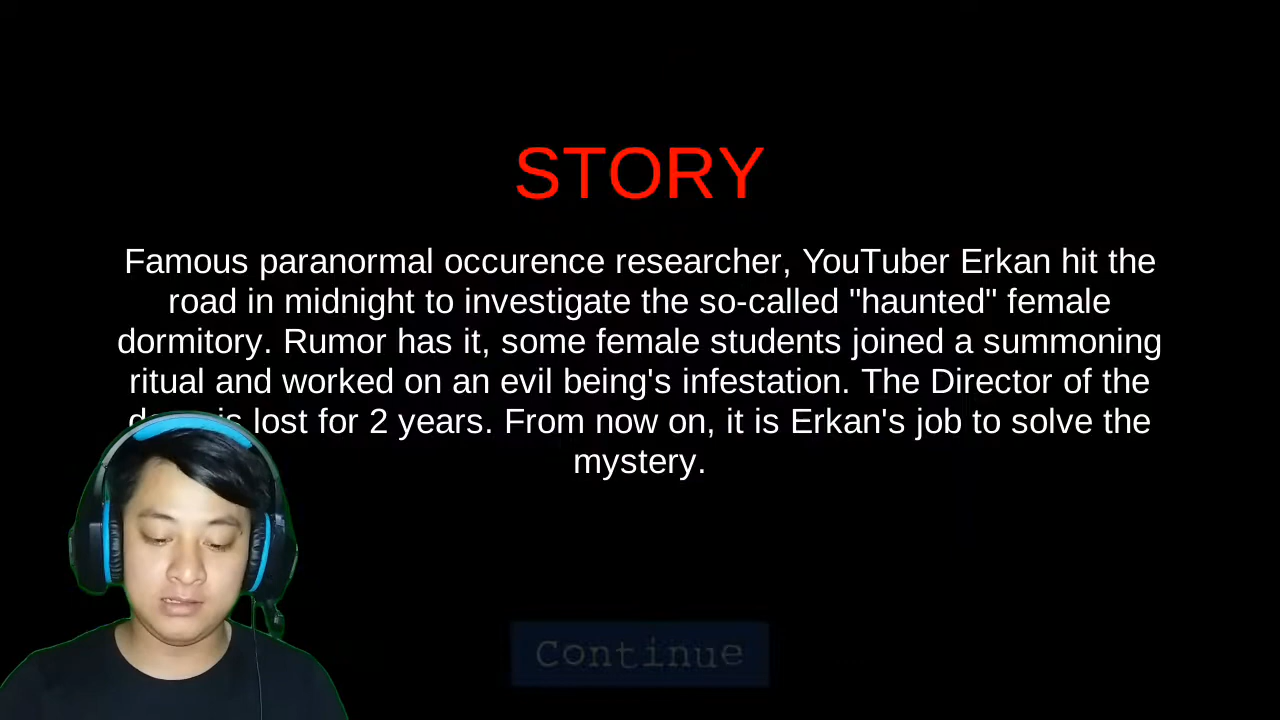 STORY
Famous paranormal occurence researcher, YouTuber Erkan hit the
road in midnight to investigate the so-called "haunted" female
dormitory. Rumor has it, some female students joined a summoning
ritual and worked on an evil being's infestation. The Director of the
lost for 2 years. From now on, it is Erkan's job to solve the
mystery.
Continue